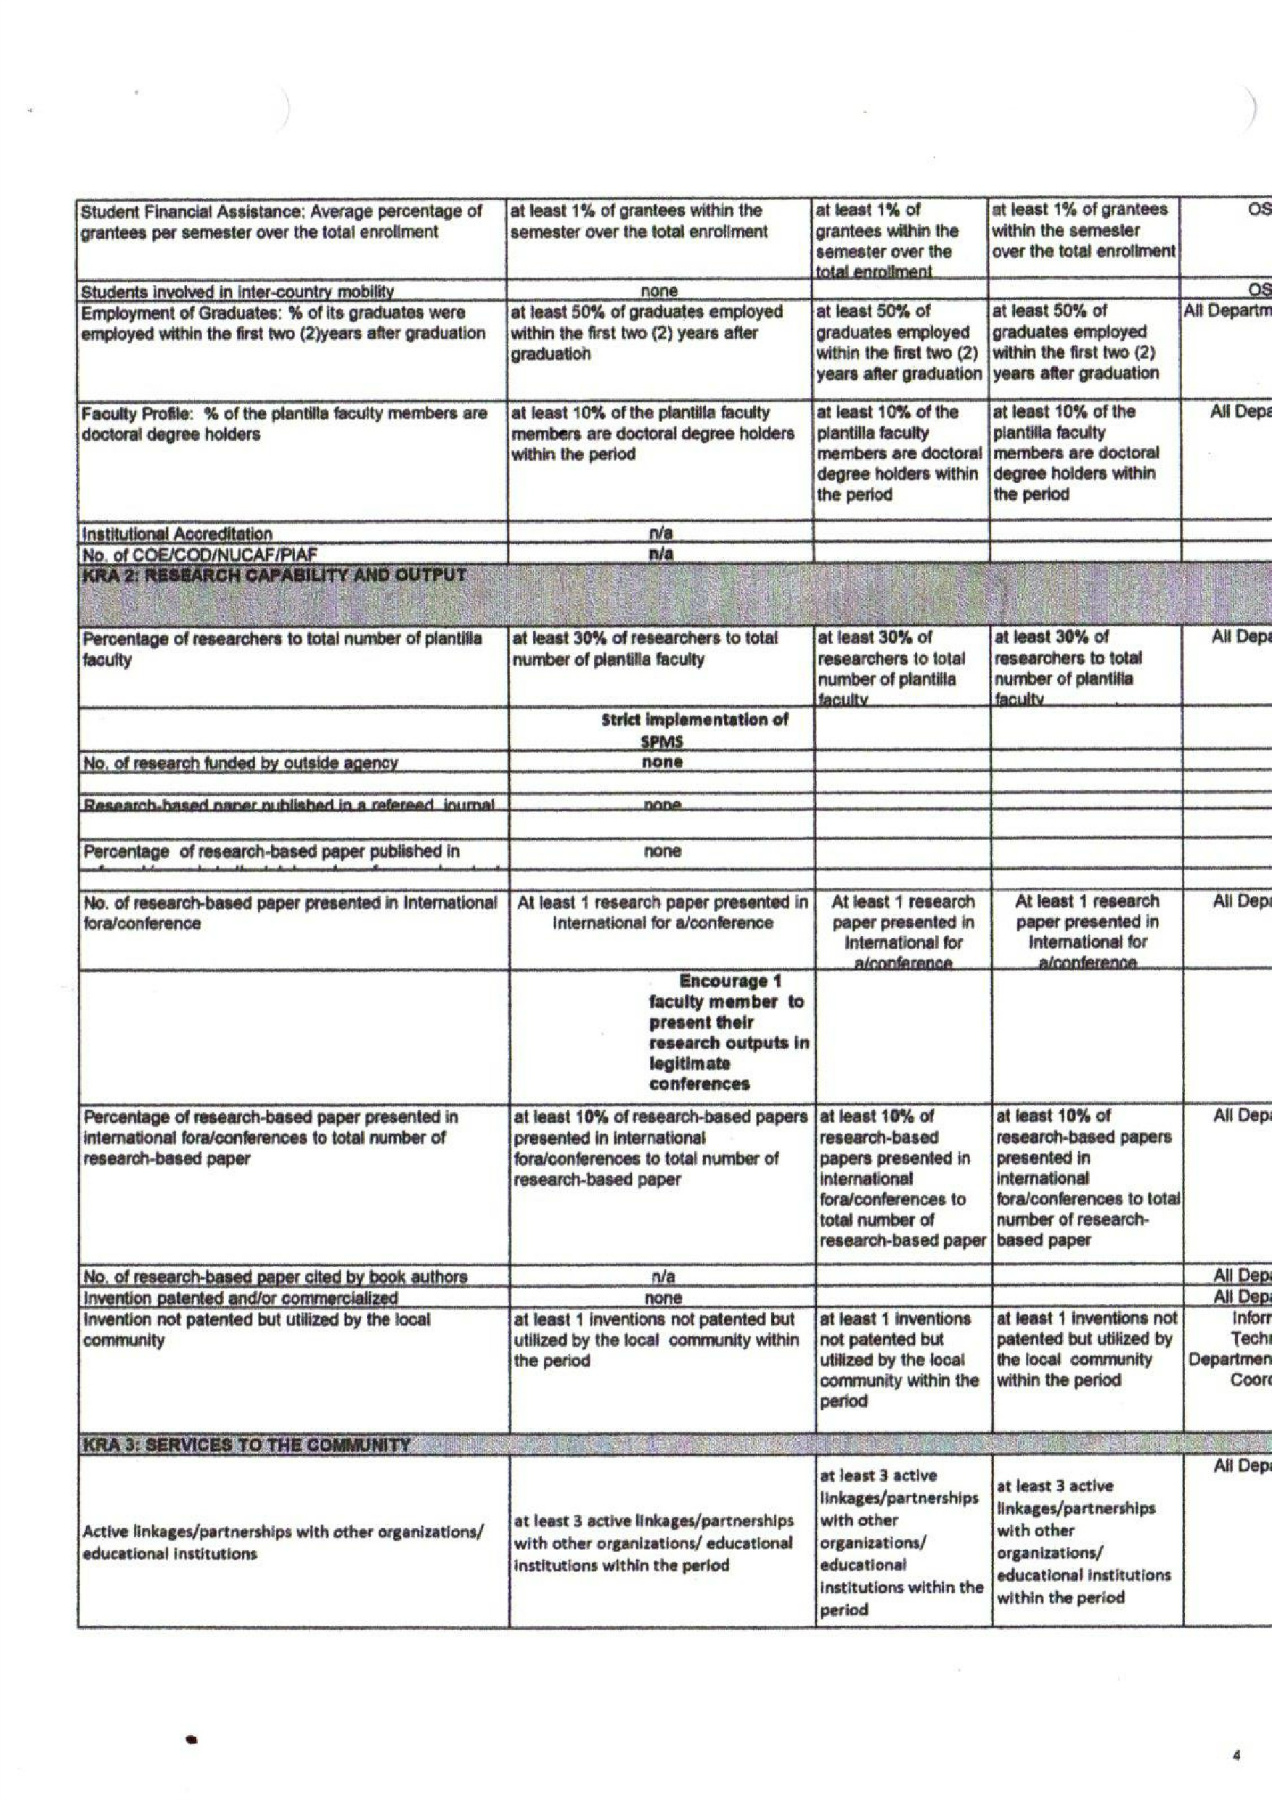 Student Financial Assistance: Average percentage of
grantees per semester over the total enrollment
at least 1% of grantees within the
semester over the total enrollment
at least 1% of
grantees within the
semester over the
total enrollment
at least 1% of grantees
within the semester
over the total enrollment
OS
Students involved in inter-country mobility
none
OS
Employment of Graduates: % of its graduates were
employed within the first two (2)years after graduation
at least 50% of graduates employed
within the first two (2) years after
graduation
at least 50% of
graduates employed
within the first two (2)
years after graduation
at least 50% of
graduates employed
within the first two (2)
years after graduation
All Departm
Faculty Profile: % of the plantilla faculty members are
doctoral degree holders
at least 10% of the plantilla faculty
members are doctoral degree holders
within the period
at least 10% of the
plantilla faculty
members are doctoral
degree holders within
the period
at least 10% of the
plantilla faculty
members are doctoral
degree holders within
the period
All Depa
Institutional Accreditation
n/a
No. of COE/COD/NUCAF/PIAF
n/a
KRA 2: RESEARCH CAPABILITY AND OUTPUT
Percentage of researchers to total number of plantilla
faculty
at least 30% of researchers to total
number of plantilla faculty
at least 30% of
researchers to total
number of plantilla
faculty
at least 30% of
researchers to total
number of plantilla
faculty
All Depa
Strict implementation of
SPMS
No. of research funded by outside agency
none
Research-based paper published in a refereed journal
none
Percentage of research-based paper published in
none
No. of research-based paper presented in International
fora/conference
At least 1 research paper presented in
International for a/conference
At least 1 research
paper presented in
International for
a/conference
At least 1 research
paper presented in
International for
a/conference
All Depa
Encourage 1
faculty member to
present their
research outputs in
legitimate
conferences
Percentage of research-based paper presented in
international fora/conferences to total number of
research-based paper
at least 10% of research-based papers
presented in international
fora/conferences to total number of
research-based paper
at least 10% of
research-based
papers presented in
international
fora/conferences to
total number of
research-based paper
at least 10% of
research-based papers
presented in
international
fora/conferences to total
number of research-
based paper
All Depa
No. of research-based paper cited by book authors
n/a
All Depa
Invention patented and/or commercialized
none
All Depa
Invention not patented but utilized by the local
community
at least 1 inventions not patented but
utilized by the local community within
the period
at least 1 inventions
not patented but
utilized by the local
community within the
period
at least 1 inventions not
patented but utilized by
the local community
within the period
Inforr
Techr
Departmen
Coord
KRA 3: SERVICES TO THE COMMUNITY
Active linkages/partnerships with other organizations/
educational institutions
at least 3 active linkages/partnerships
with other organizations/ educational
institutions within the period
at least 3 active
linkages/partnerships
with other
organizations/
educational
institutions within the
period
at least 3 active
linkages/partnerships
with other
organizations/
educational institutions
within the period
All Depa
4